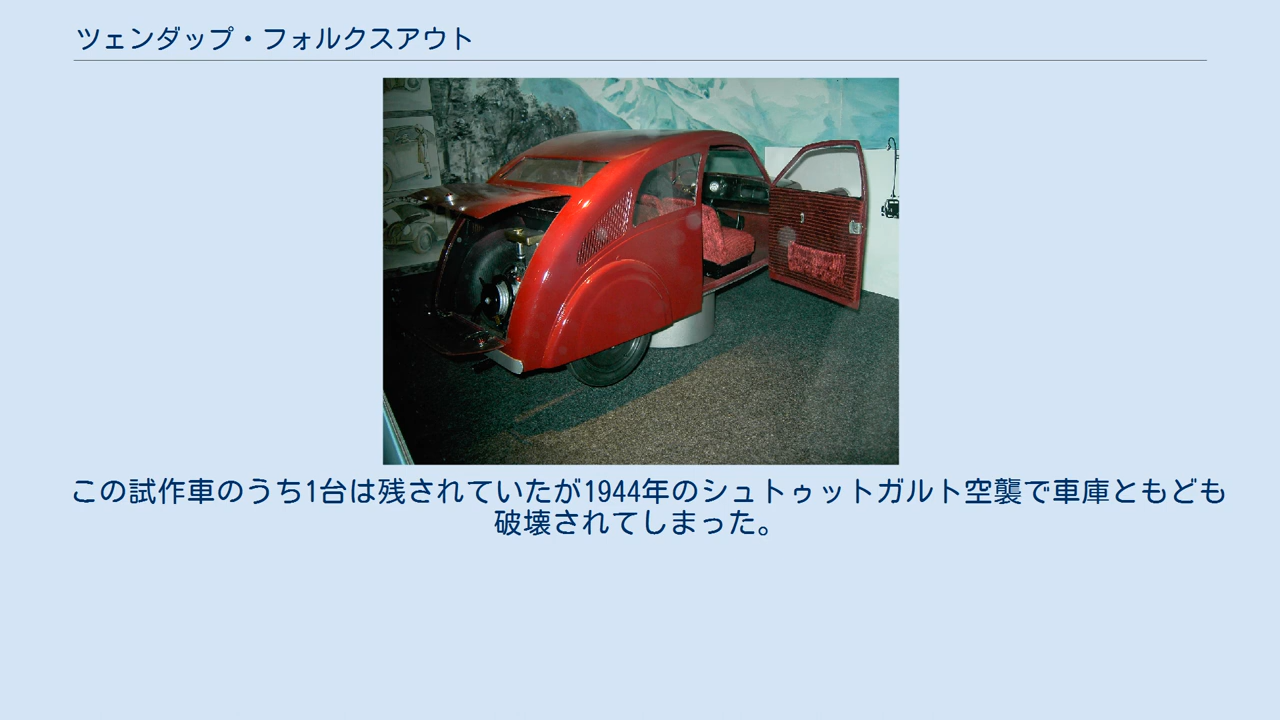 ツェンダップ・フォルクスアウト
この試作車のうち1台は残されていたが1944年のシュトゥットガルト空襲で車庫ともども
破壊されてしまった。